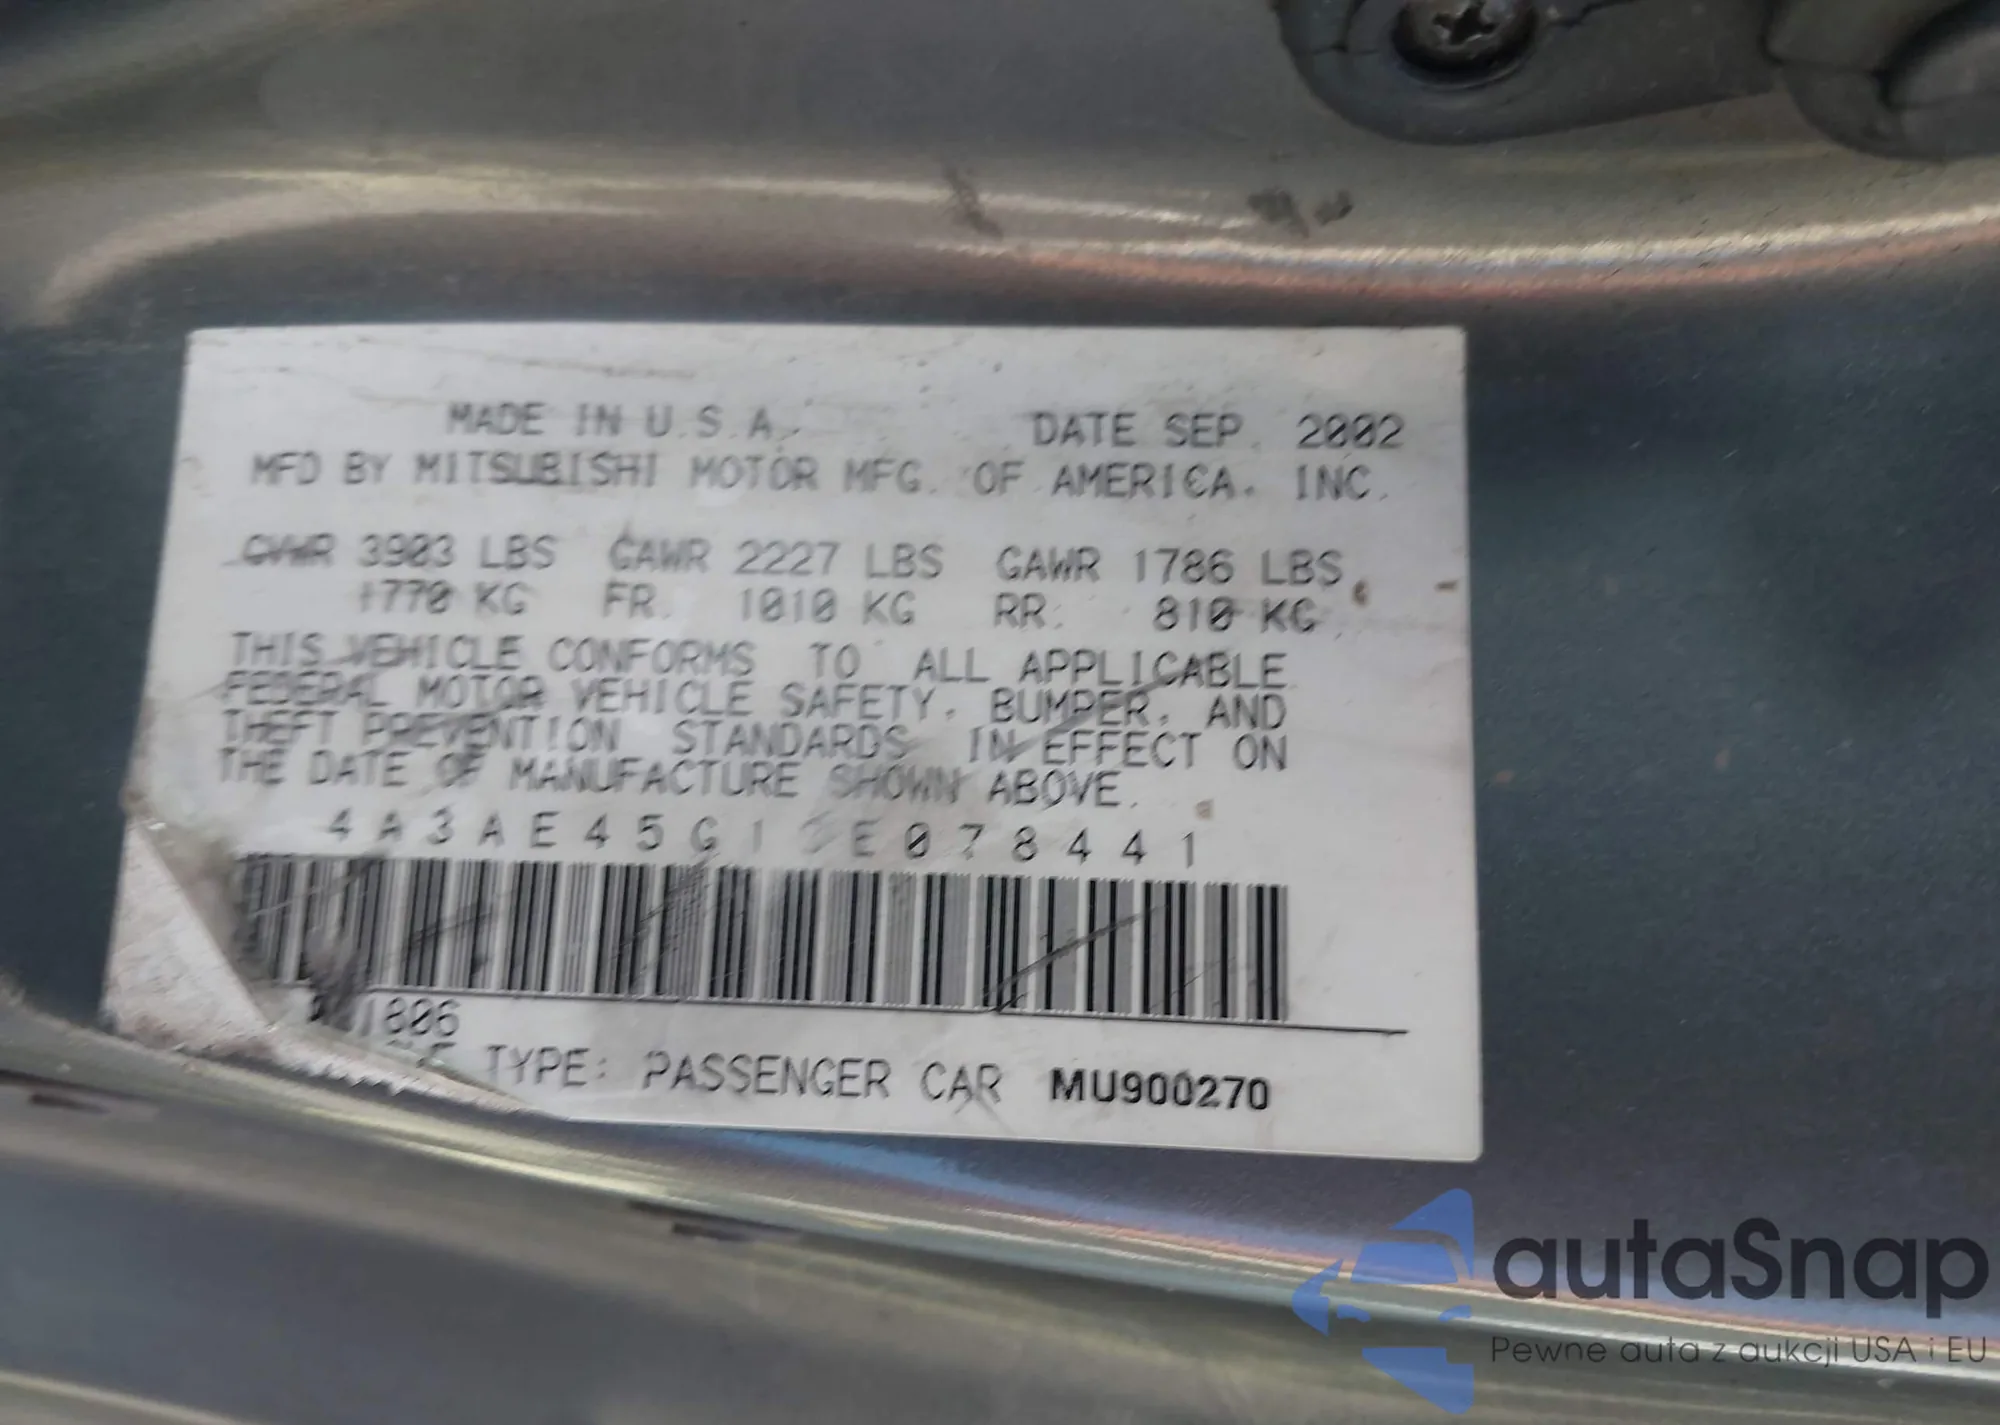 MADE IN U.S.A. DATE SEP. 2002
MFD BY MITSUBISHI MOTOR MFG. OF AMERICA. INC.
GVWR 3903 LBS GAWR 2227 LBS GAWR 1786 LBS
1770 KG FR. 1010 KG RR. 810 KG
THIS VEHICLE CONFORMS TO ALL APPLICABLE
FEDERAL MOTOR VEHICLE SAFETY, BUMPER, AND
THEFT PREVENTION STANDARDS IN EFFECT ON
THE DATE OF MANUFACTURE SHOWN ABOVE.
TYPE: PASSENGER CAR MU900270
autaSnap
Pewne auta z aukcji USA i EU